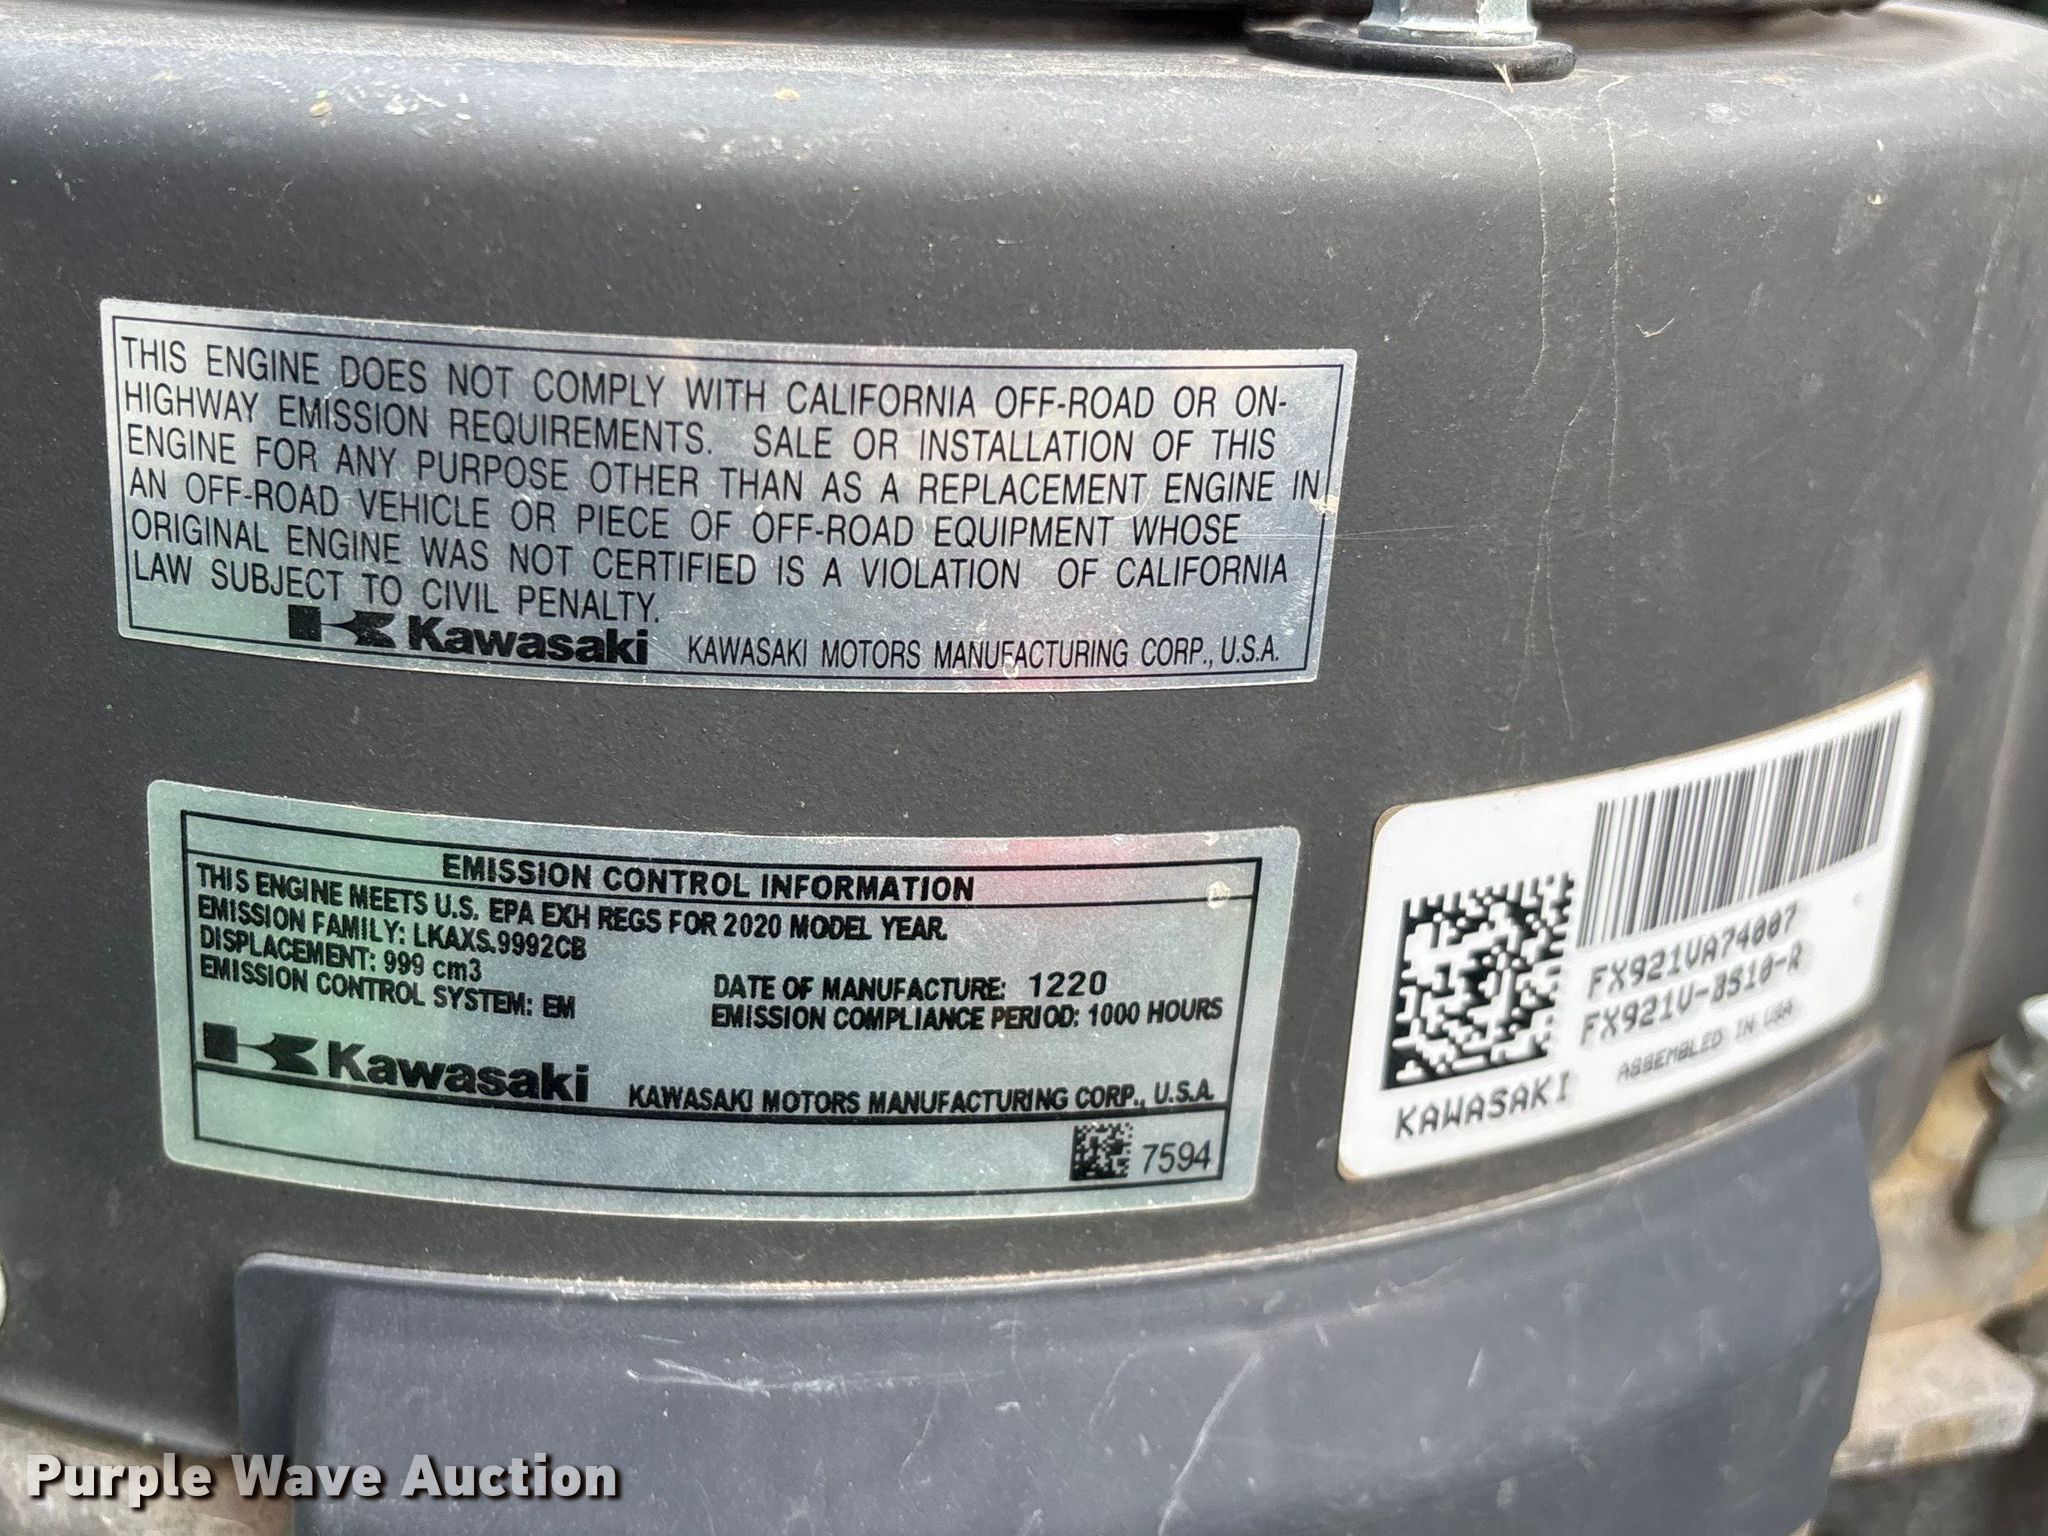 THIS ENGINE DOES NOT COMPLY WITH CALIFORNIA OFF-ROAD OR ON-
HIGHWAY EMISSION REQUIREMENTS. SALE OR INSTALLATION OF THIS
ENGINE FOR ANY PURPOSE OTHER THAN AS A REPLACEMENT ENGINE IN
AN OFF-ROAD VEHICLE OR PIECE OF OFF-ROAD EQUIPMENT WHOSE
ORIGINAL ENGINE WAS NOT CERTIFIED IS A VIOLATION OF CALIFORNIA
LAW SUBJECT TO CIVIL PENALTY.
Kawasaki KAWASAKI MOTORS MANUFACTURING CORP., U.S.A.
EMISSION CONTROL INFORMATION
THIS ENGINE MEETS U.S. EPA EXH REGS FOR 2020 MODEL YEAR.
EMISSION FAMILY: LKAXS.9992CB
DISPLACEMENT: 999 cm3
EMISSION CONTROL SYSTEM: EM
DATE OF MANUFACTURE: 1220
EMISSION COMPLIANCE PERIOD: 1000 HOURS
Kawasaki KAWASAKI MOTORS MANUFACTURING CORP., U.S.A.
7594
FX921VA74007
FX921V-BS10-R
ASSEMBLED IN USA
KAWASAKI
Purple Wave Auction